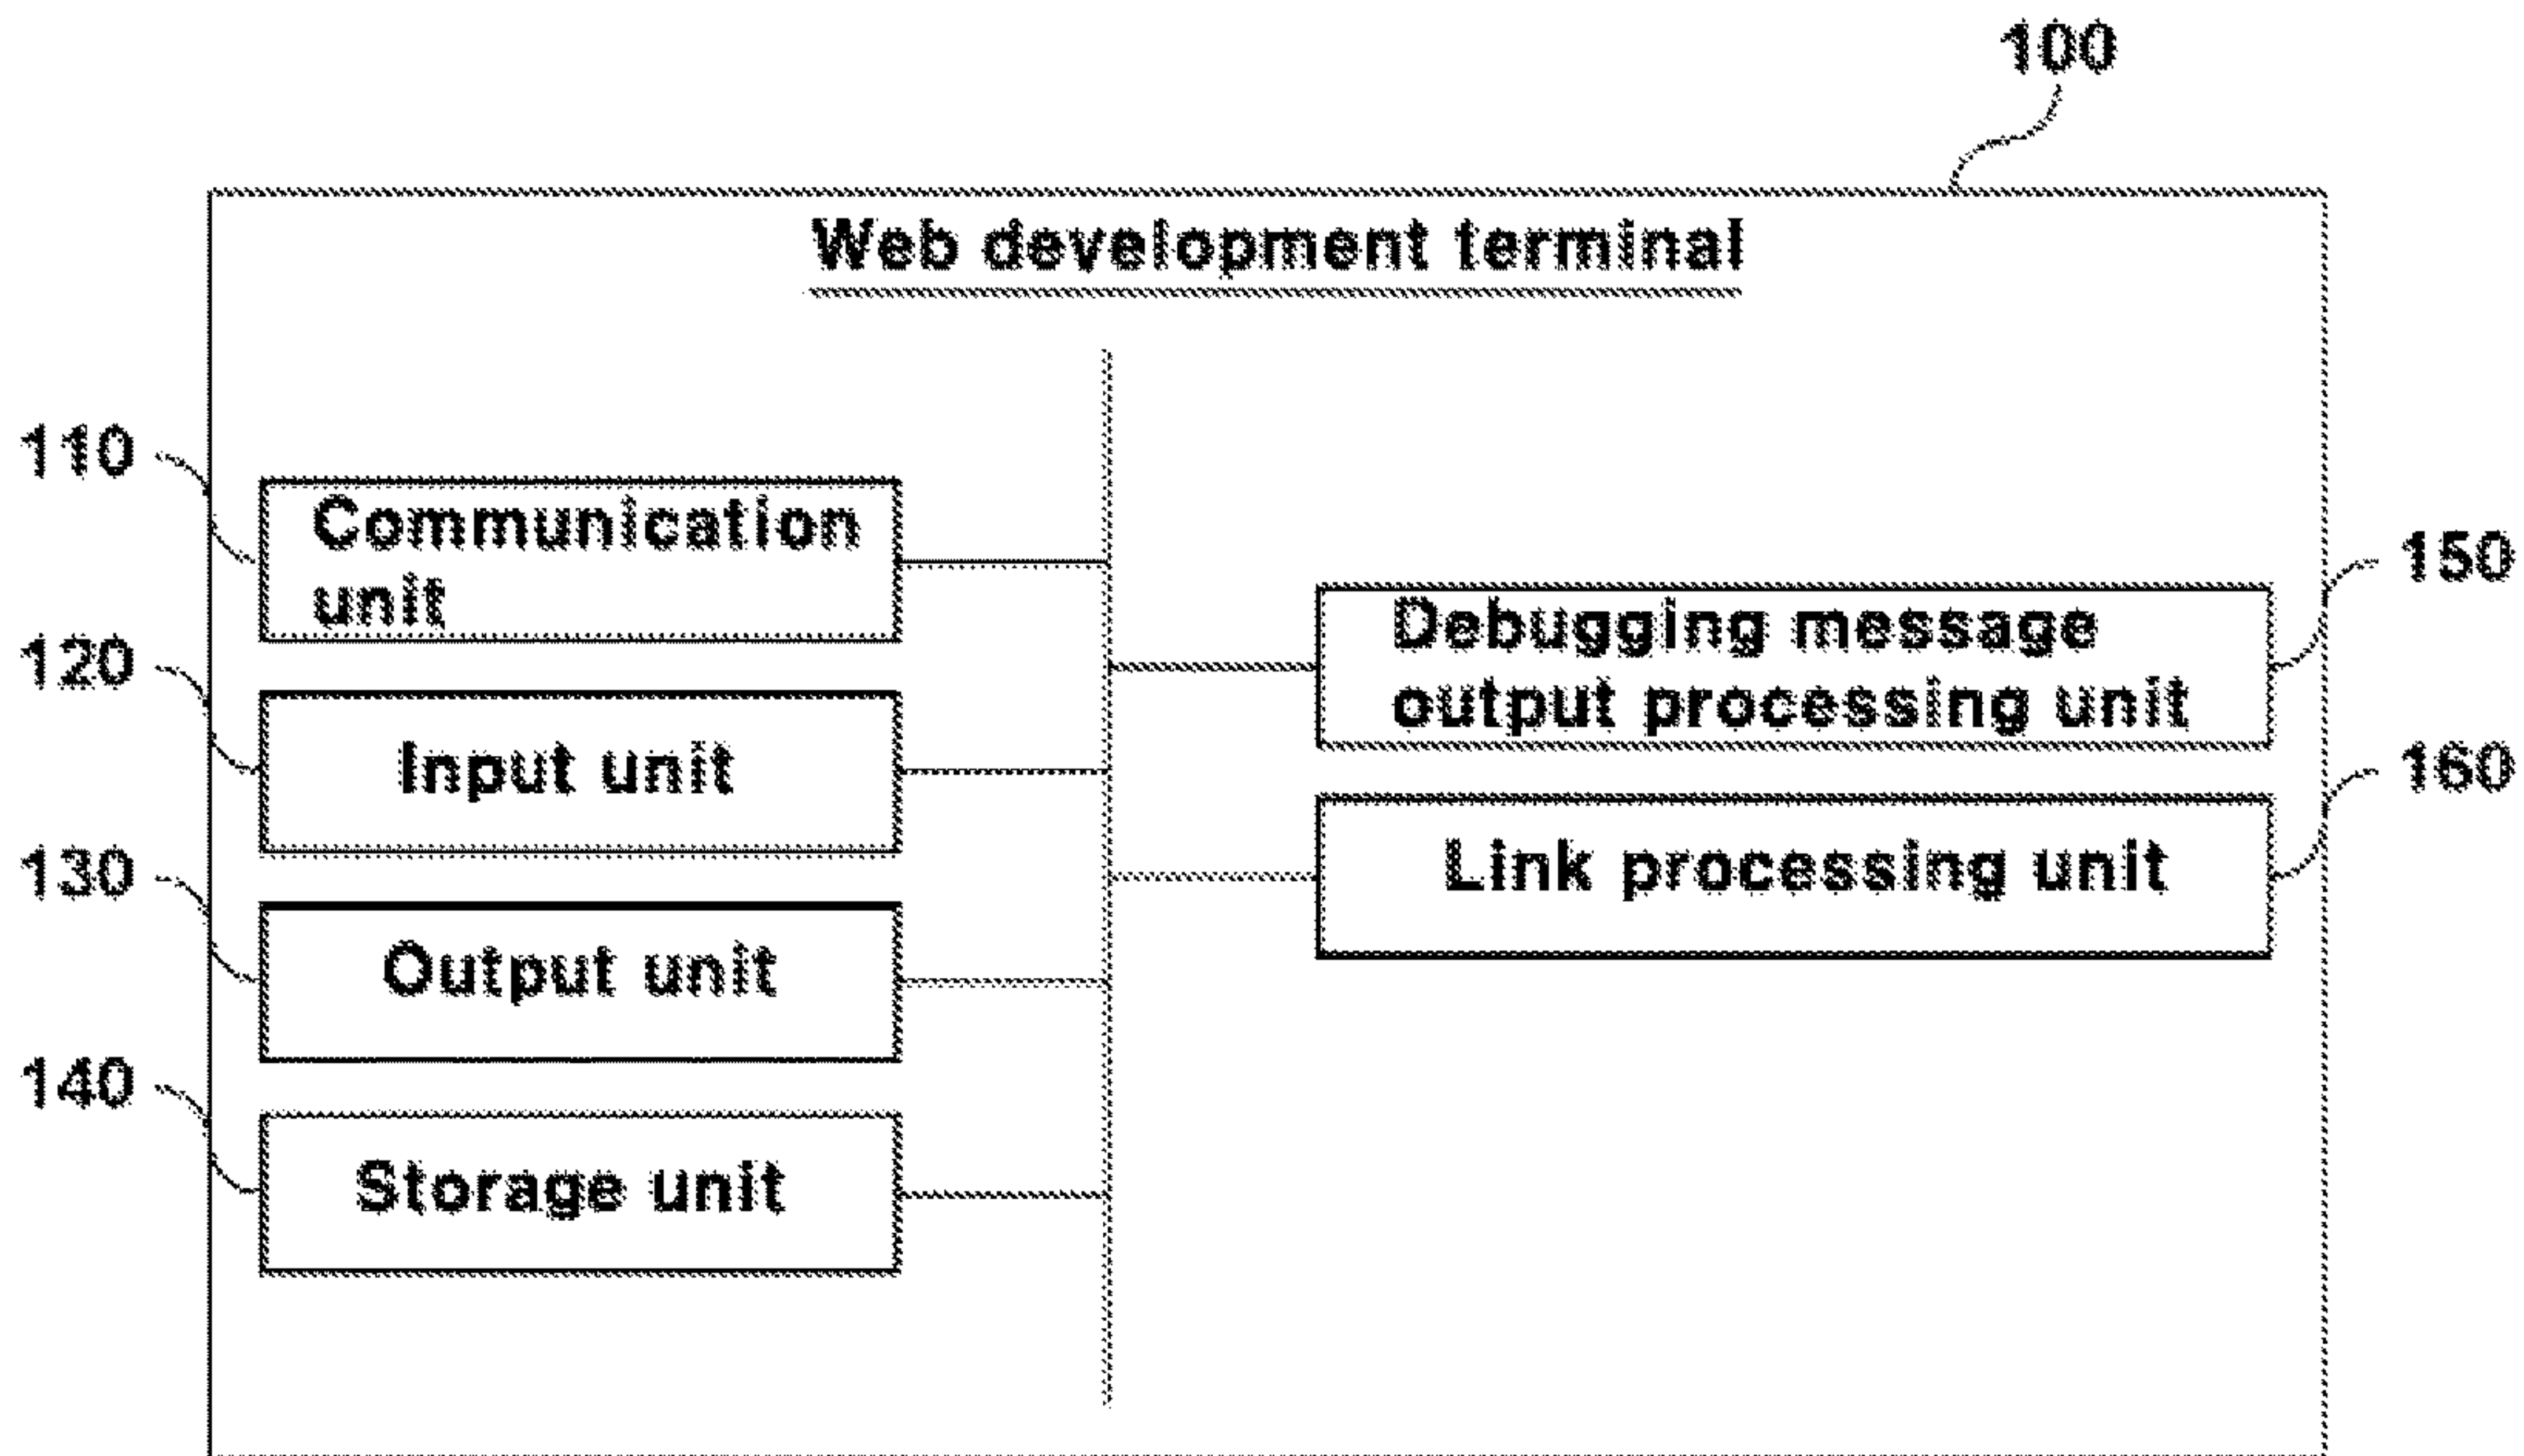 100
Web development terminal
110
Communication
unit
150
Debugging message
output processing unit
120
Input unit
160
Link processing unit
130
Output unit
140
Storage unit